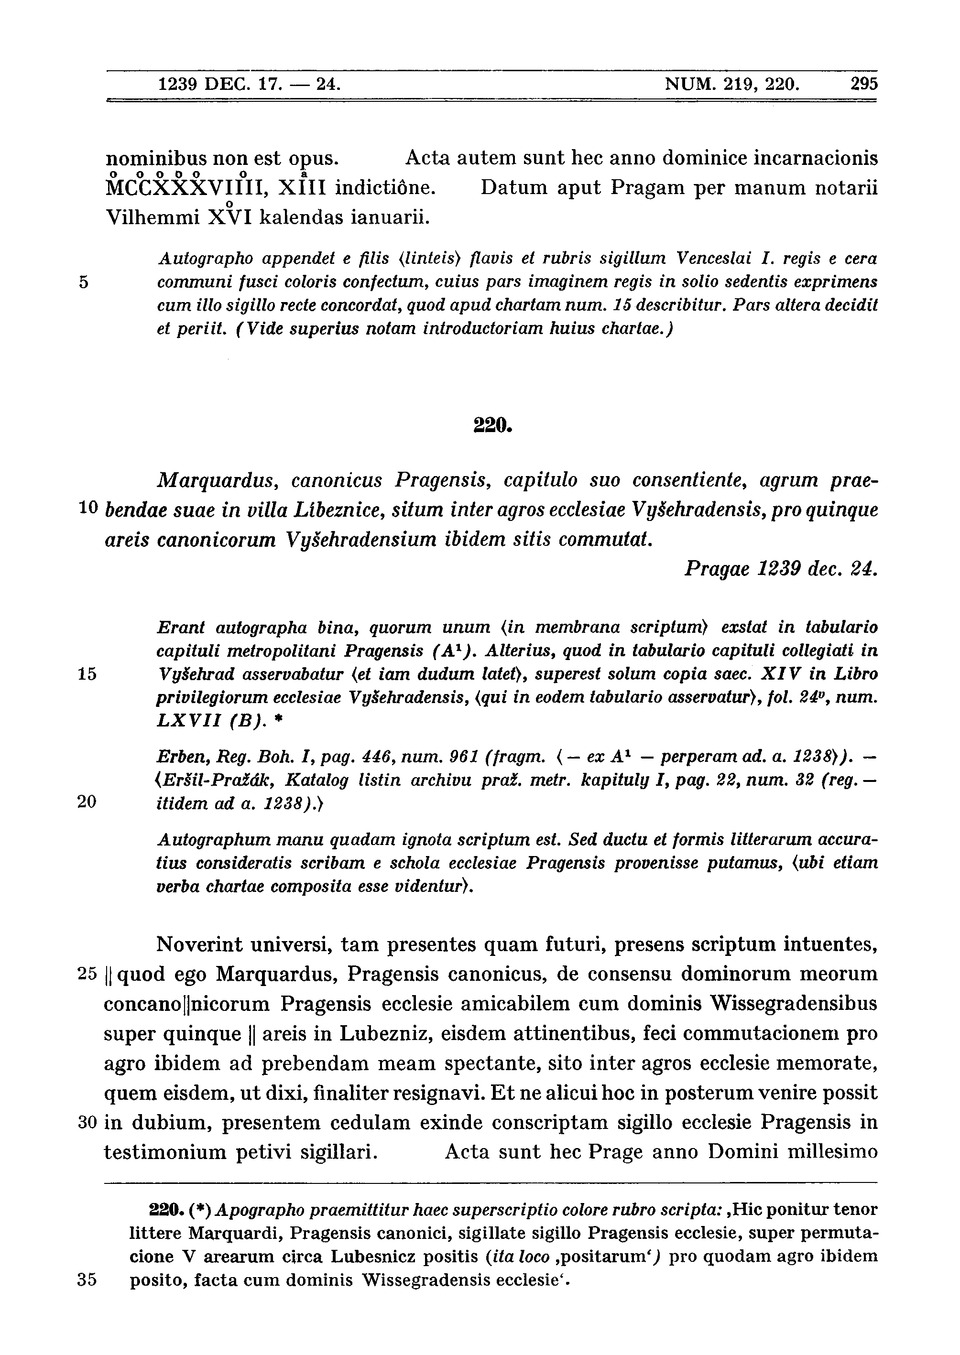 1239 DEC. 17. — 24. NUM. 219, 220. 295
nominibus non est opus. Acta autem sunt hec anno dominice incarnacionis
M̊C̊C̊X̊X̊X̊VI̊III, XIII indictiône. Datum aput Pragam per manum notarii
Vilhemmi XV̊I kalendas ianuarii.
Autographo appendet e filis ⟨linteis⟩ flavis et rubris sigillum Venceslai I. regis e cera
5 communi fusci coloris confectum, cuius pars imaginem regis in solio sedentis exprimens
cum illo sigillo recte concordat, quod apud chartam num. 15 describitur. Pars altera decidit
et periit. (Vide superius notam introductoriam huius chartae.)
220.
Marquardus, canonicus Pragensis, capitulo suo consentiente, agrum prae-
10 bendae suae in villa Líbeznice, situm inter agros ecclesiae Vyšehradensis, pro quinque
areis canonicorum Vyšehradensium ibidem sitis commutat.
Pragae 1239 dec. 24.
Erant autographa bina, quorum unum ⟨in membrana scriptum⟩ exstat in tabulario
capituli metropolitani Pragensis (A¹). Alterius, quod in tabulario capituli collegiati in
15 Vyšehrad asservabatur ⟨et iam dudum latet⟩, superest solum copia saec. XIV in Libro
privilegiorum ecclesiae Vyšehradensis, ⟨qui in eodem tabulario asservatur⟩, fol. 24ᵛ, num.
LXVII (B). *
Erben, Reg. Boh. I, pag. 446, num. 961 (fragm. ⟨— ex A¹ — perperam ad. a. 1238⟩). —
⟨Eršil-Pražák, Katalog listin archivu praž. metr. kapituly I, pag. 22, num. 32 (reg. —
20 itidem ad a. 1238).⟩
Autographum manu quadam ignota scriptum est. Sed ductu et formis litterarum accura-
tius consideratis scribam e schola ecclesiae Pragensis provenisse putamus, ⟨ubi etiam
verba chartae composita esse videntur⟩.
Noverint universi, tam presentes quam futuri, presens scriptum intuentes,
25 || quod ego Marquardus, Pragensis canonicus, de consensu dominorum meorum
concano||nicorum Pragensis ecclesie amicabilem cum dominis Wissegradensibus
super quinque || areis in Lubezniz, eisdem attinentibus, feci commutacionem pro
agro ibidem ad prebendam meam spectante, sito inter agros ecclesie memorate,
quem eisdem, ut dixi, finaliter resignavi. Et ne alicui hoc in posterum venire possit
30 in dubium, presentem cedulam exinde conscriptam sigillo ecclesie Pragensis in
testimonium petivi sigillari. Acta sunt hec Prage anno Domini millesimo
220. (*) Apographo praemittitur haec superscriptio colore rubro scripta: ‚Hic ponitur tenor
littere Marquardi, Pragensis canonici, sigillate sigillo Pragensis ecclesie, super permuta-
cione V arearum circa Lubesnicz positis (ita loco ‚positarum‘) pro quodam agro ibidem
35 posito, facta cum dominis Wissegradensis ecclesie‘.